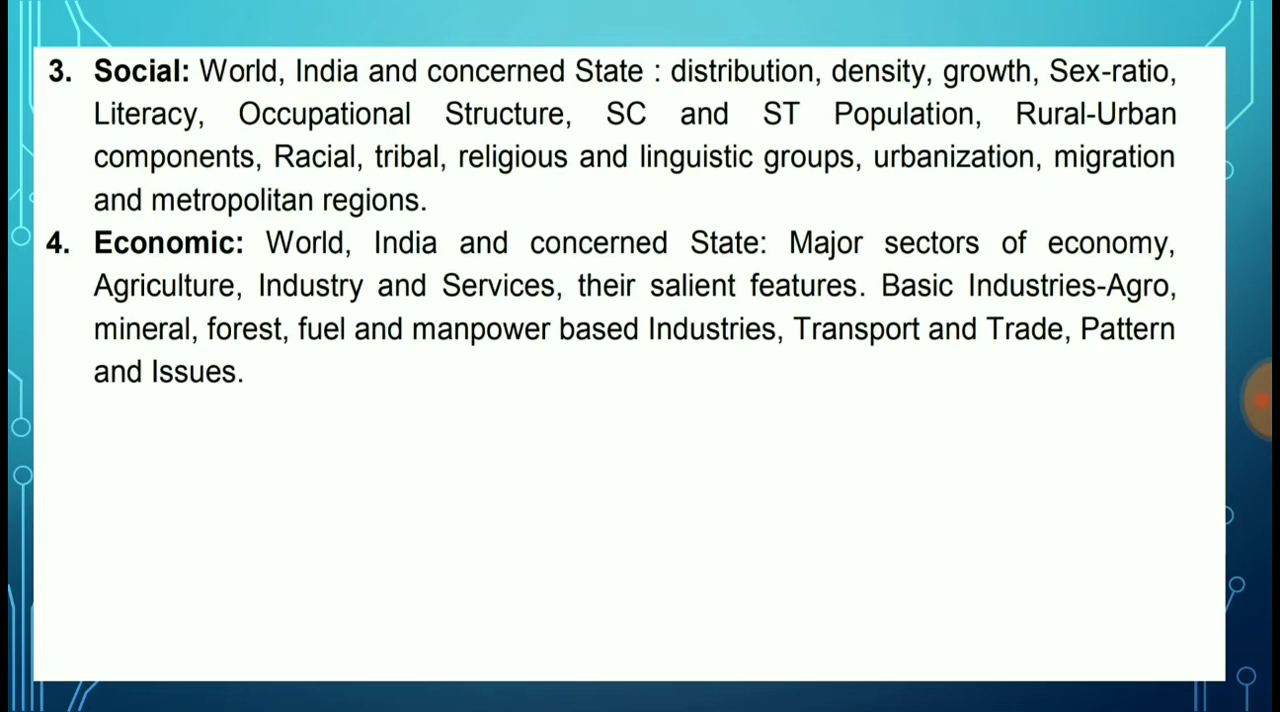 3. Social: World, India and concerned State : distribution, density, growth, Sex-ratio,
Literacy, Occupational Structure, SC and ST Population, Rural-Urban
components, Racial, tribal, religious and linguistic groups, urbanization, migration
and metropolitan regions.
4. Economic: World, India and concerned State: Major sectors of economy,
Agriculture, Industry and Services, their salient features. Basic Industries-Agro,
mineral, forest, fuel and manpower based Industries, Transport and Trade, Pattern
and Issues.